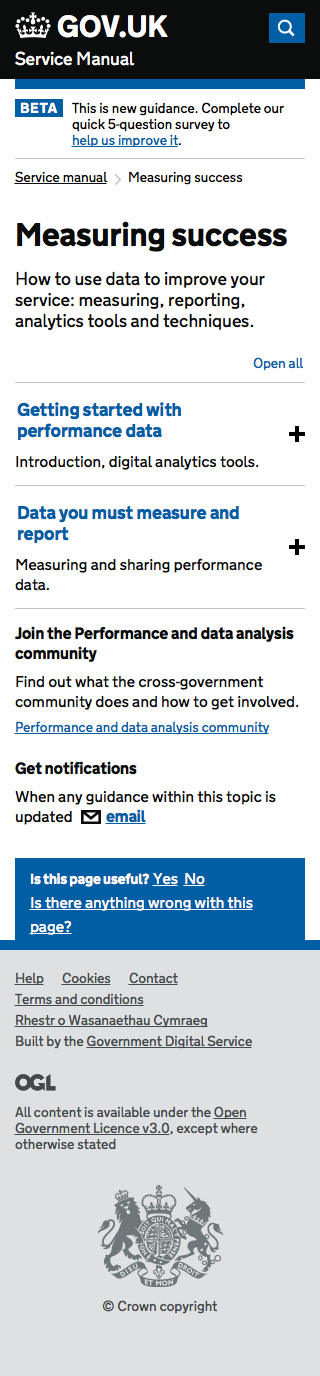 GOV.UK
Service Manual
BETA This is new guidance. Complete our
quick 5-question survey to
help us improve it.
Service manual Measuring success
Measuring success
How to use data to improve your
service: measuring, reporting,
analytics tools and techniques.
Open all
Getting started with
performance data
Introduction, digital analytics tools.
Data you must measure and
report
Measuring and sharing performance
data.
Join the Performance and data analysis
community
Find out what the cross-government
community does and how to get involved.
Performance and data analysis community
Get notifications
When any guidance within this topic is
updated email
Is this page useful? Yes No
Is there anything wrong with this
page?
Help Cookies Contact
Terms and conditions
Rhestr o Wasanaethau Cymraeg
Built by the Government Digital Service
OGL
All content is available under the Open
Government Licence v3.0, except where
otherwise stated
DIEU ET MON DROIT
© Crown copyright